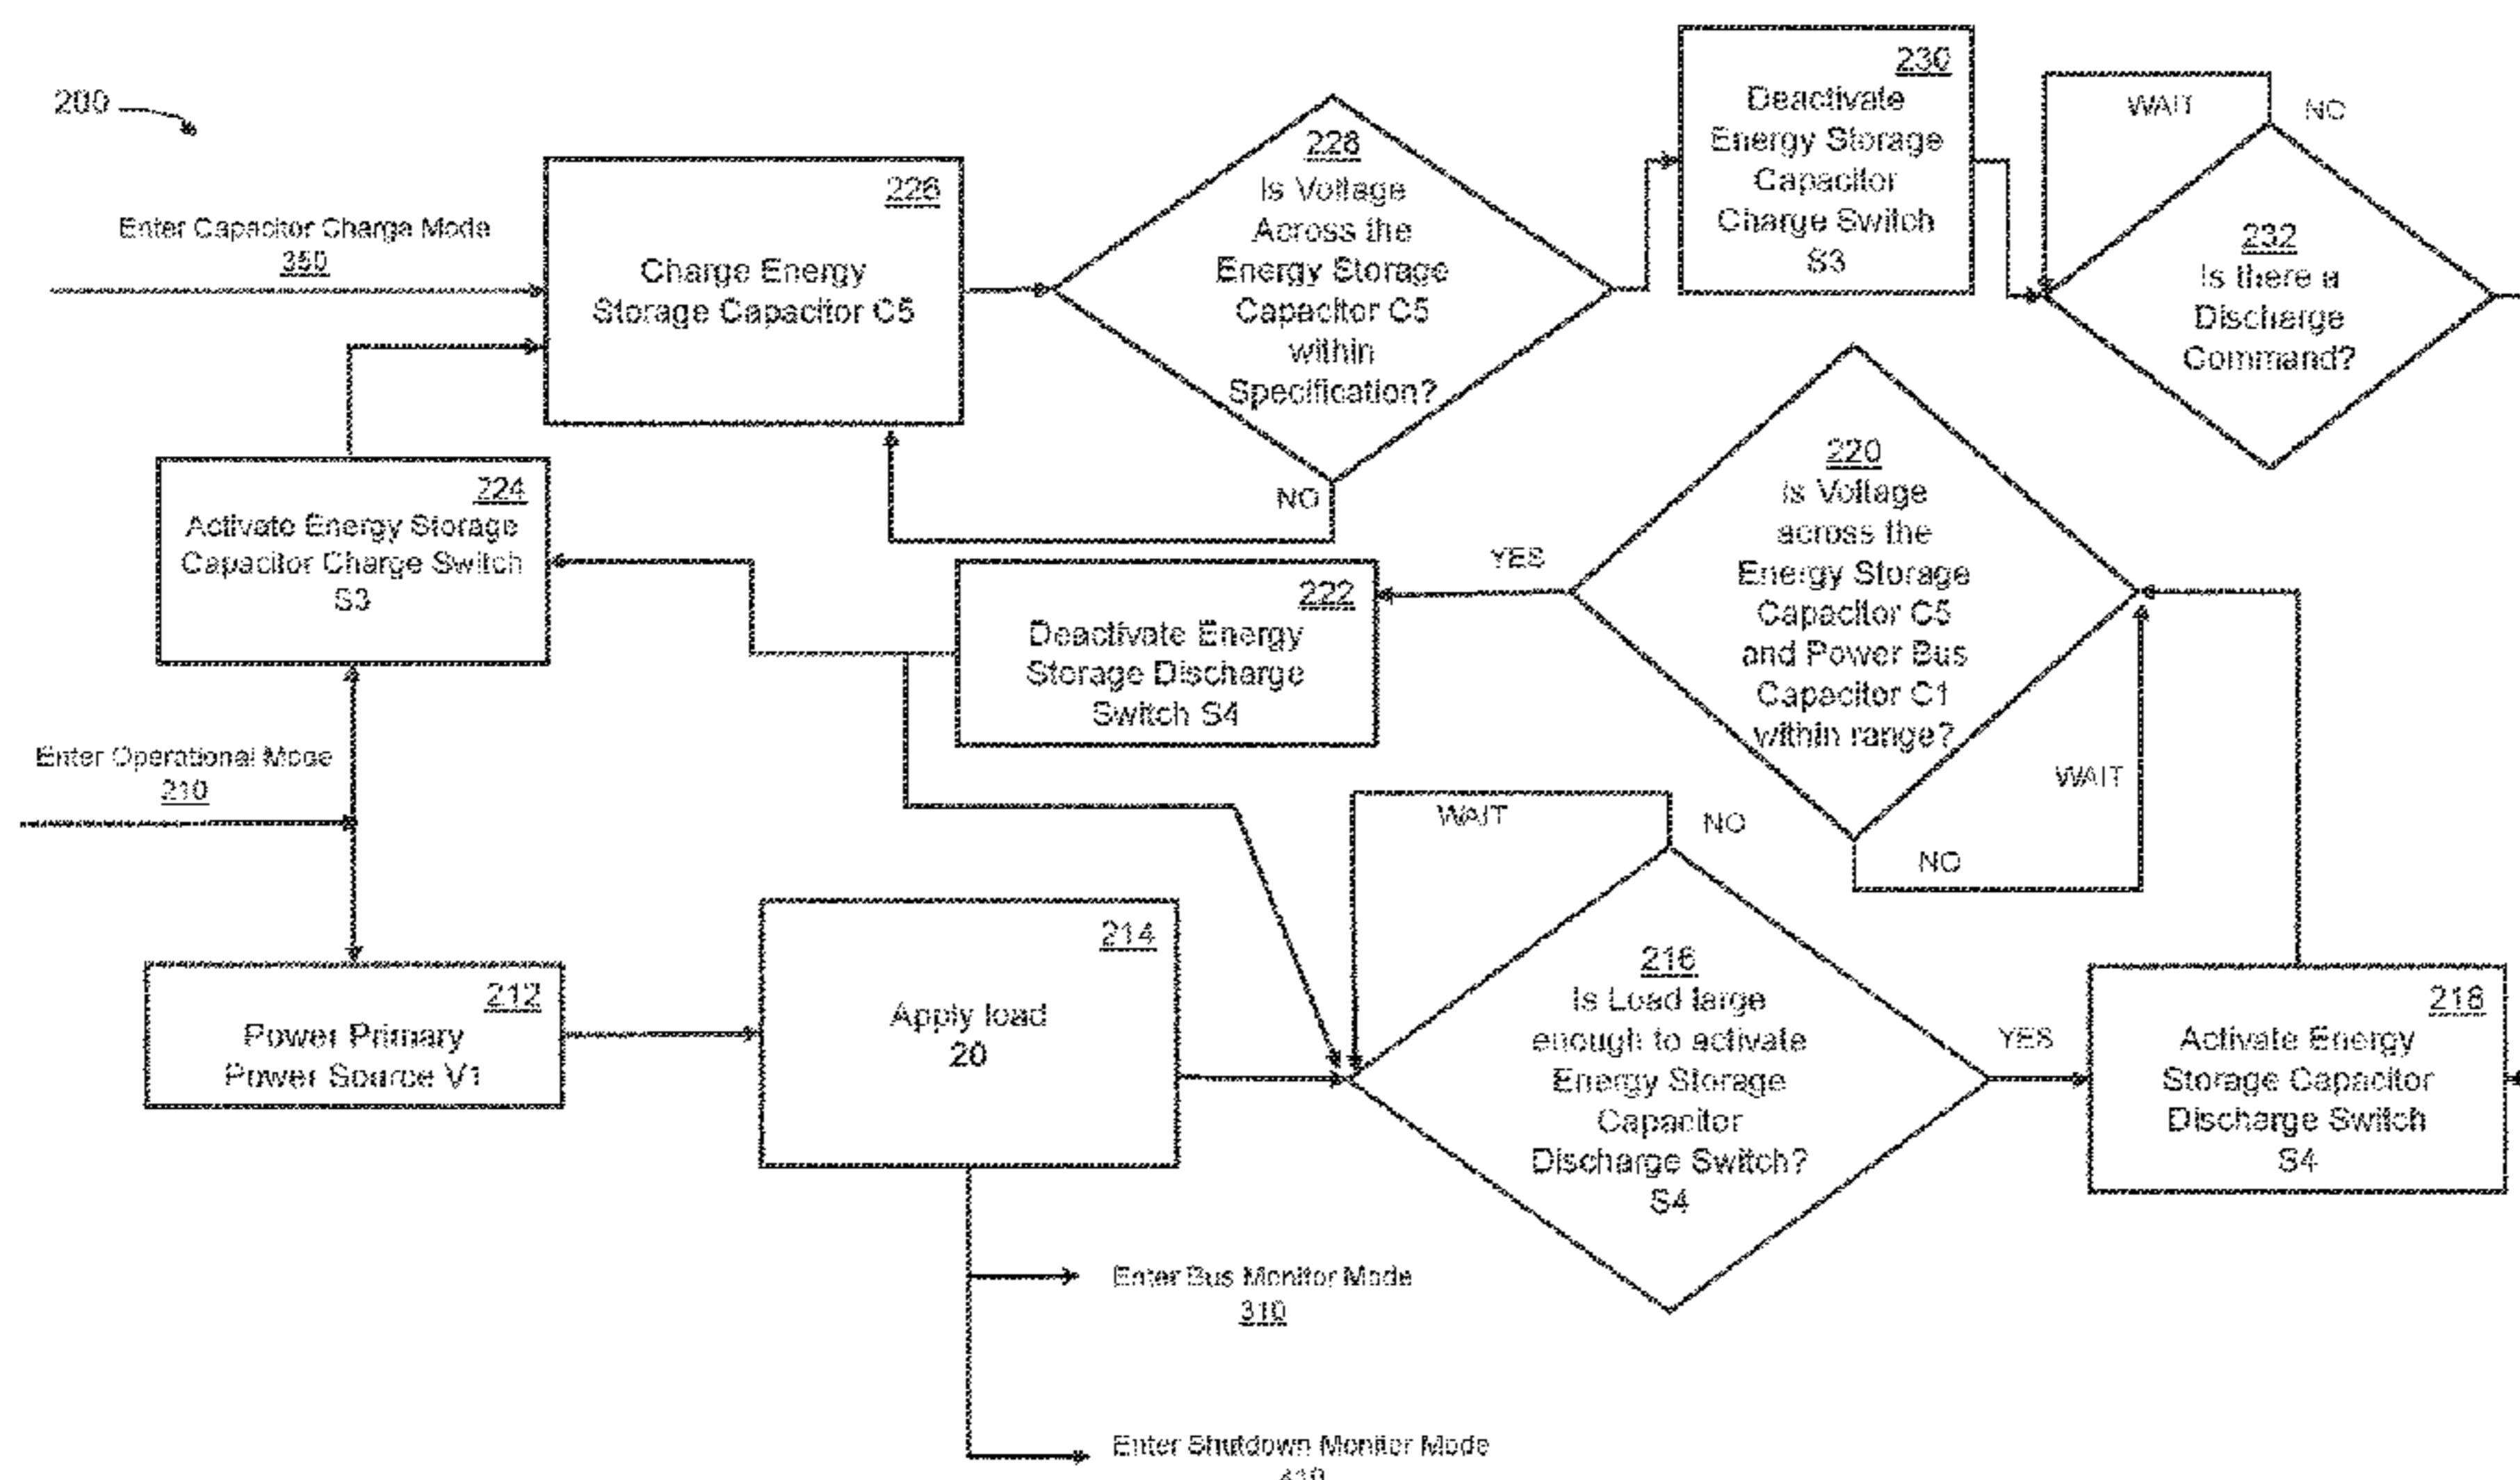 200
Enter Capacitor Charge Mode
350
226
Charge Energy
Storage Capacitor C5
228
Is Voltage
Across the
Energy Storage
Capacitor C5
within
Specification?
NO
230
Deactivate
Energy Storage
Capacitor
Charge Switch
S3
WAIT
NO
232
Is there a
Discharge
Command?
224
Activate Energy Storage
Capacitor Charge Switch
S3
222
Deactivate Energy
Storage Discharge
Switch S4
YES
220
Is Voltage
across the
Energy Storage
Capacitor C5
and Power Bus
Capacitor C1
within range?
WAIT
NO
Enter Operational Mode
210
212
Power Primary
Power Source V1
214
Apply load
20
WAIT
NO
216
Is Load large
enough to activate
Energy Storage
Capacitor
Discharge Switch?
S4
YES
218
Activate Energy
Storage Capacitor
Discharge Switch
S4
Enter Bus Monitor Mode
310
Enter Shutdown Monitor Mode